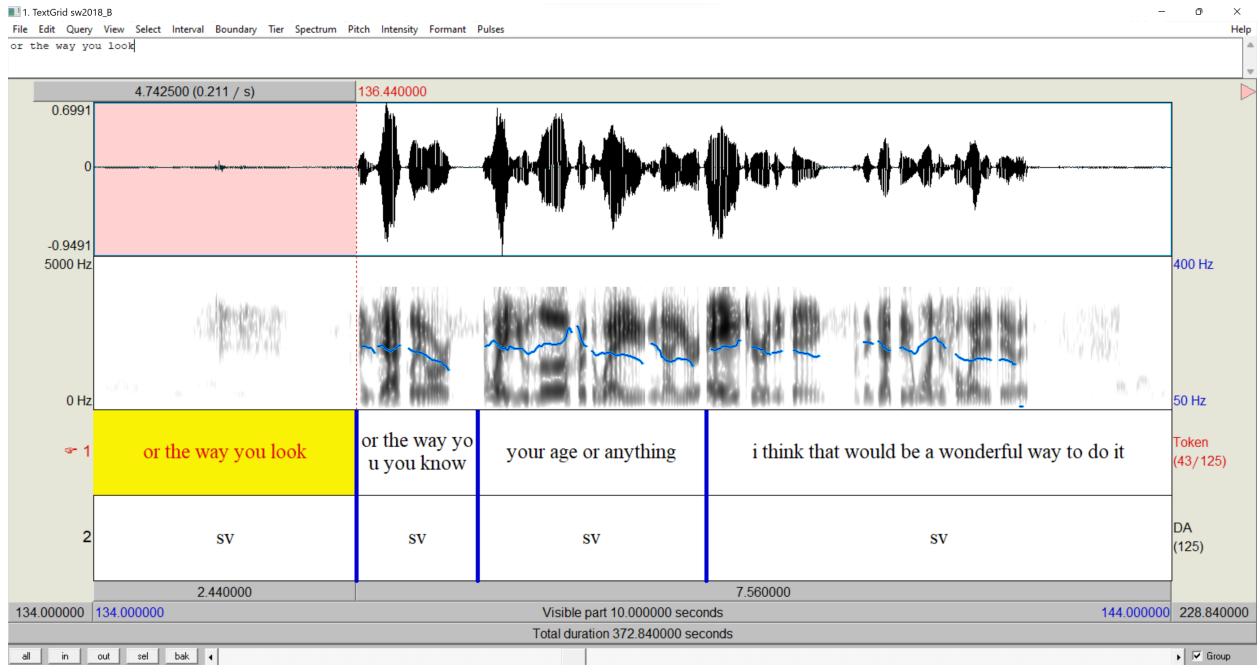 1. TextGrid sw2018_B
File Edit Query View Select Interval Boundary Tier Spectrum Pitch Intensity Formant Pulses Help
or the way you look
4.742500 (0.211 / s) 136.440000
0.6991
0
-0.9491
5000 Hz 400 Hz
0 Hz 50 Hz
1 or the way you look or the way yo your age or anything i think that would be a wonderful way to do it Token
u you know (43/125)
2 sv sv sv sv DA
(125)
2.440000 7.560000
134.000000 134.000000 Visible part 10.000000 seconds 144.000000 228.840000
Total duration 372.840000 seconds
all in out sel bak Group